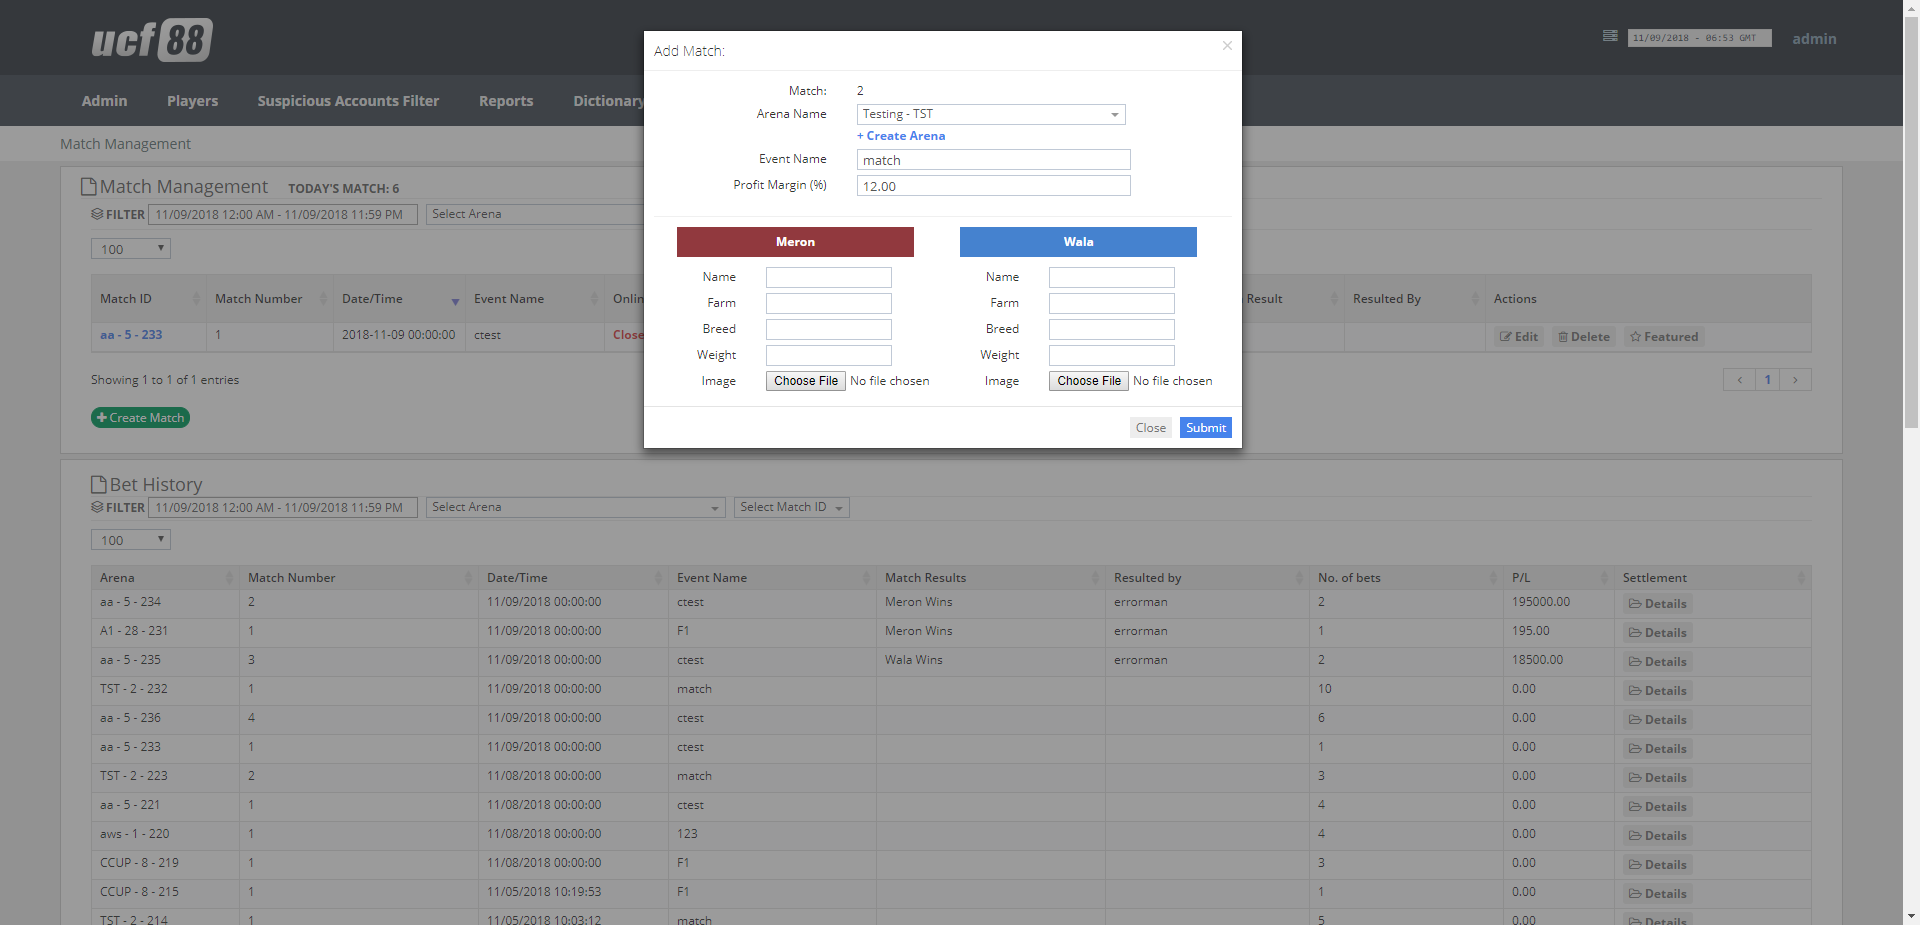 ucf 88
11/09/2018 - 06:53 GMT
admin
Admin Players Suspicious Accounts Filter Reports Dictionary
Match Management
Match Management TODAY'S MATCH: 6
FILTER 11/09/2018 12:00 AM - 11/09/2018 11:59 PM Select Arena
100
Match ID Match Number Date/Time Event Name Onlin Result Resulted By Actions
aa - 5 - 233 1 2018-11-09 00:00:00 ctest Close Edit Delete Featured
Showing 1 to 1 of 1 entries
‹ 1 ›
+ Create Match
Add Match: ×
Match: 2
Arena Name Testing - TST
+ Create Arena
Event Name match
Profit Margin (%) 12.00
Meron Wala
Name Name
Farm Farm
Breed Breed
Weight Weight
Image Choose File No file chosen Image Choose File No file chosen
Close Submit
Bet History
FILTER 11/09/2018 12:00 AM - 11/09/2018 11:59 PM Select Arena Select Match ID
100
Arena Match Number Date/Time Event Name Match Results Resulted by No. of bets P/L Settlement
aa - 5 - 234 2 11/09/2018 00:00:00 ctest Meron Wins errorman 2 195000.00 Details
A1 - 28 - 231 1 11/09/2018 00:00:00 F1 Meron Wins errorman 1 195.00 Details
aa - 5 - 235 3 11/09/2018 00:00:00 ctest Wala Wins errorman 2 18500.00 Details
TST - 2 - 232 1 11/09/2018 00:00:00 match 10 0.00 Details
aa - 5 - 236 4 11/09/2018 00:00:00 ctest 6 0.00 Details
aa - 5 - 233 1 11/09/2018 00:00:00 ctest 1 0.00 Details
TST - 2 - 223 2 11/08/2018 00:00:00 match 3 0.00 Details
aa - 5 - 221 1 11/08/2018 00:00:00 ctest 4 0.00 Details
aws - 1 - 220 1 11/08/2018 00:00:00 123 4 0.00 Details
CCUP - 8 - 219 1 11/08/2018 00:00:00 F1 3 0.00 Details
CCUP - 8 - 215 1 11/05/2018 10:19:53 F1 1 0.00 Details
TST - 2 - 214 1 11/05/2018 10:03:12 match 5 0.00 Details